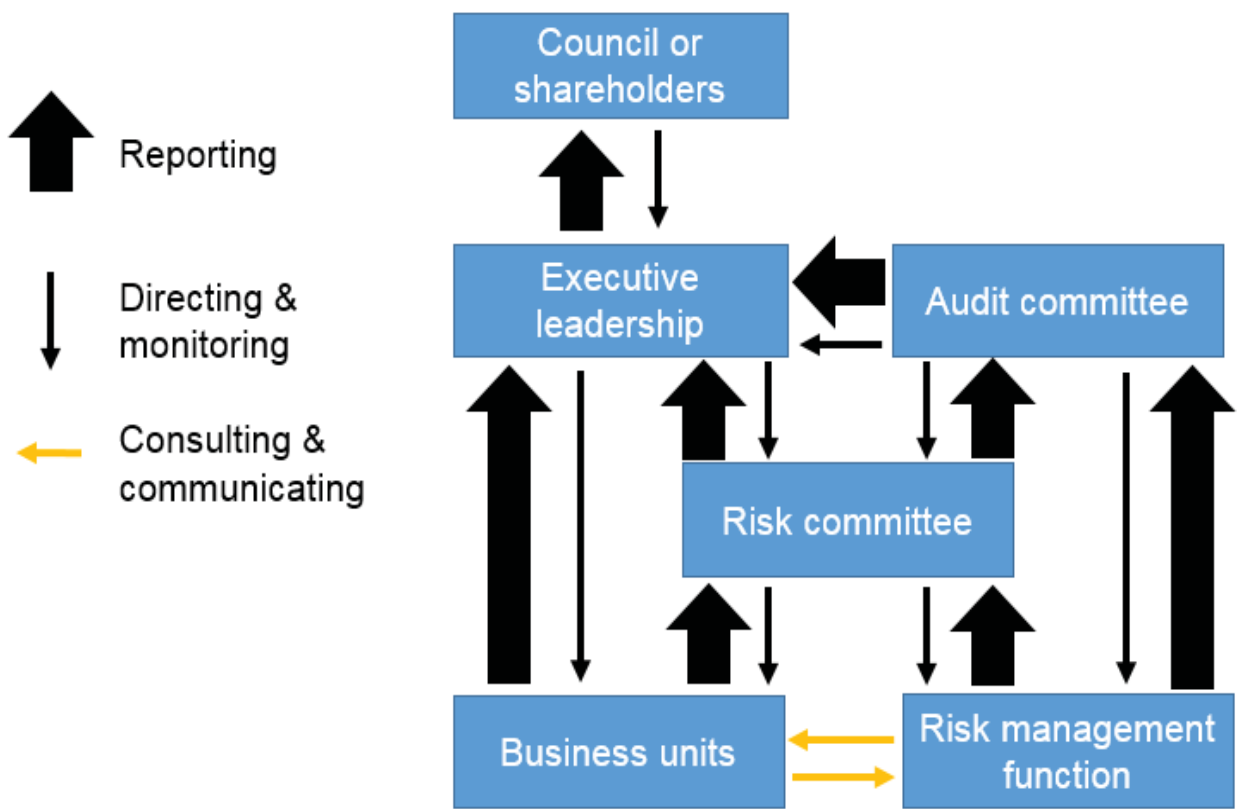 Reporting
Directing &
monitoring
Consulting &
communicating
Council or
shareholders
Executive
leadership
Audit committee
Risk committee
Business units
Risk management
function